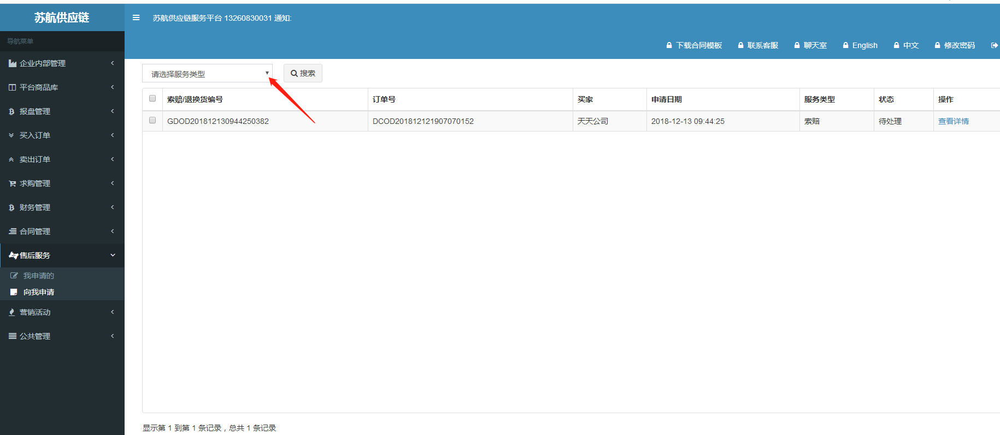 苏航供应链
苏航供应链服务平台 13260830031 通知:
下载合同模板 联系客服 聊天室 English 中文 修改密码
导航菜单
企业内部管理
平台商品库
报盘管理
买入订单
卖出订单
求购管理
财务管理
合同管理
售后服务
我申请的
向我申请
营销活动
公共管理
请选择服务类型 搜索
索赔/退换货编号 订单号 买家 申请日期 服务类型 状态 操作
GDOD201812130944250382 DCOD201812121907070152 天天公司 2018-12-13 09:44:25 索赔 待处理 查看详情
显示第 1 到第 1 条记录，总共 1 条记录